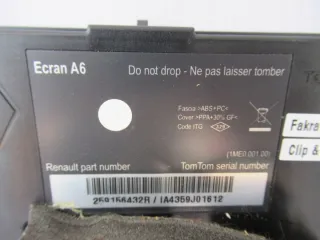 Ecran A6
Do not drop - Ne pas laisser tomber
Fascia >ABS+PC<
Cover >PPA+30% GF<
Code ITG
(1ME0.001.00)
Renault part number
TomTom serial number
259156432R / IA4359J01612
Fakra
Clip &